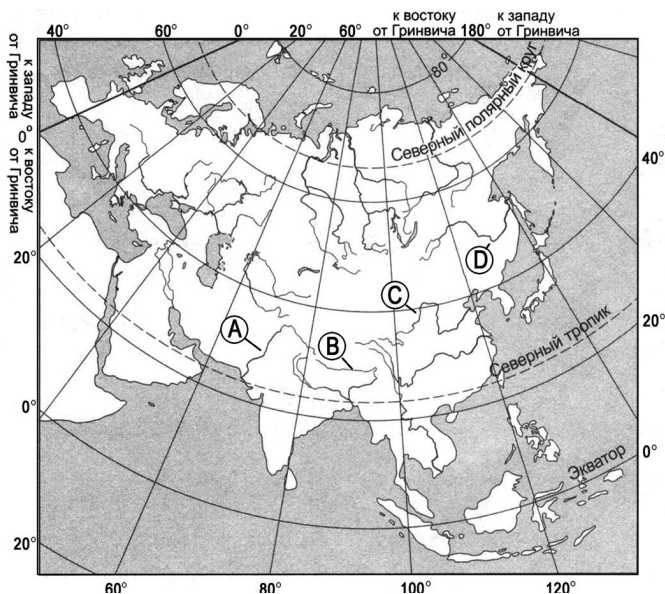 к востоку от Гринвича
к западу от Гринвича
40° 60° 0° 20° 60° 180°
к западу от Гринвича
0°
к востоку от Гринвича
80°
Северный полярный круг
40°
20°
D
C
A
B
20°
Северный тропик
0°
Экватор
0°
20°
60° 80° 100° 120°